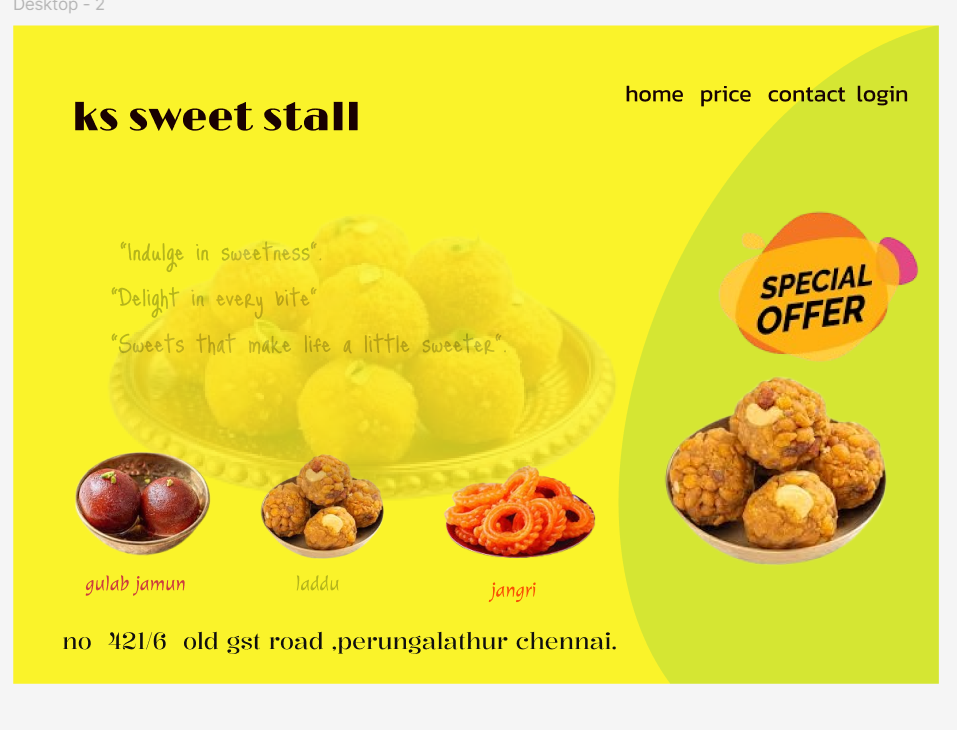 Desktop - 2
home price contact login
ks sweet stall
"Indulge in sweetness".
"Delight in every bite"
"Sweets that make life a little sweeter".
SPECIAL
OFFER
gulab jamun
laddu
jangri
no 421/6 old gst road ,perungalathur chennai.